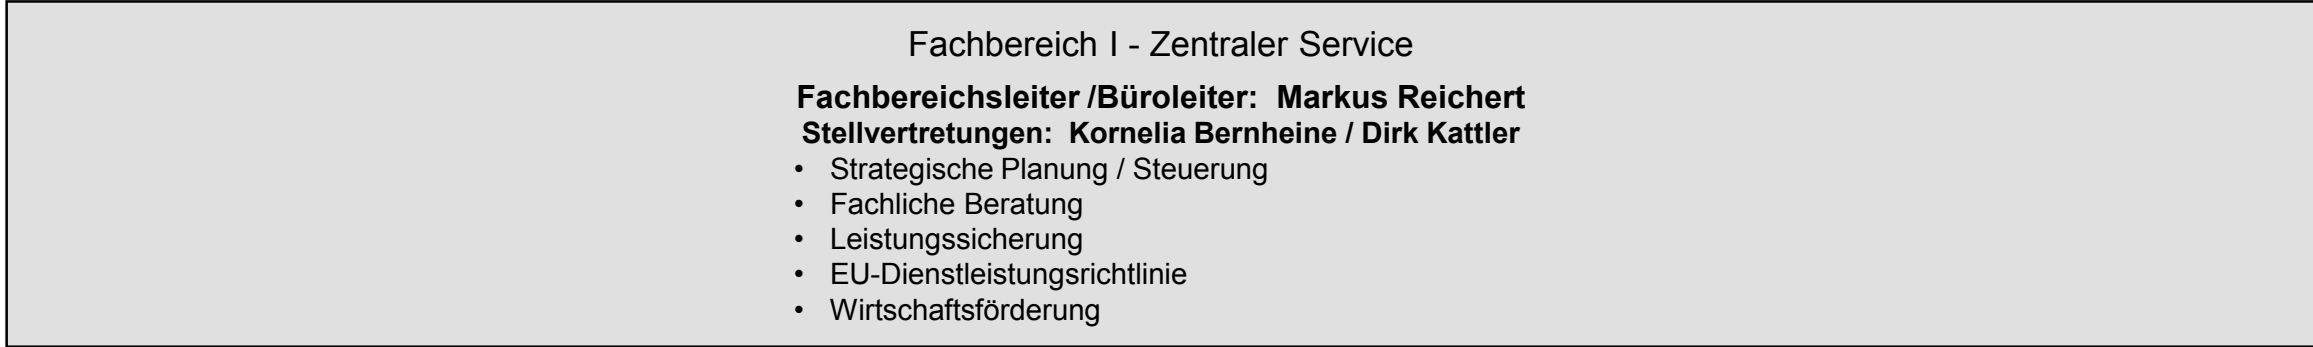 Fachbereich I - Zentraler Service
Fachbereichsleiter /Büroleiter: Markus Reichert
Stellvertretungen: Kornelia Bernheine / Dirk Kattler
• Strategische Planung / Steuerung
• Fachliche Beratung
• Leistungssicherung
• EU-Dienstleistungsrichtlinie
• Wirtschaftsförderung